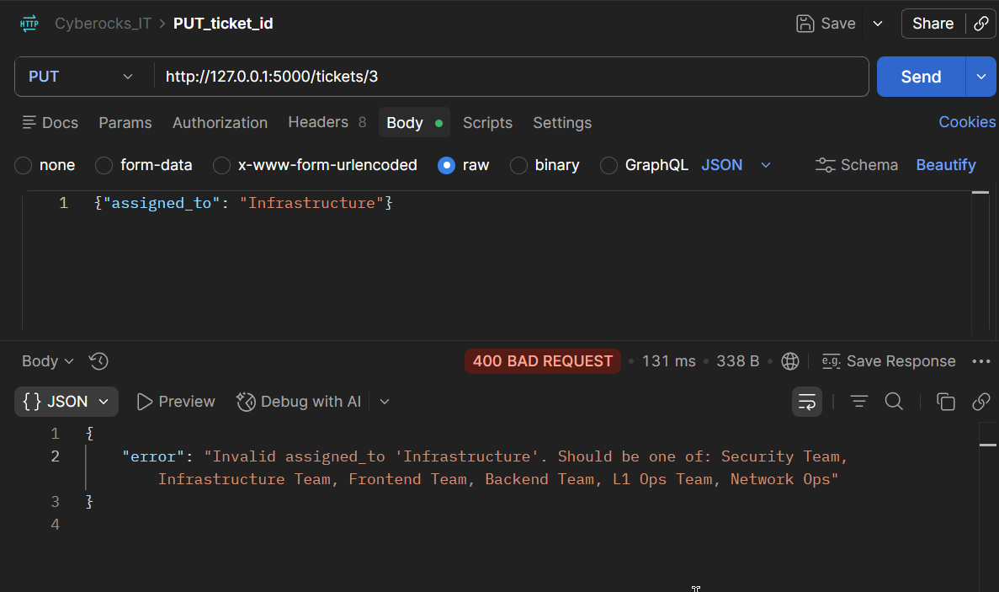 HTTP Cyberocks_IT > PUT_ticket_id Save Share
PUT http://127.0.0.1:5000/tickets/3 Send
Docs Params Authorization Headers 8 Body Scripts Settings Cookies
none form-data x-www-form-urlencoded raw binary GraphQL JSON Schema Beautify
1 {"assigned_to": "Infrastructure"}
Body 400 BAD REQUEST • 131 ms • 338 B • e.g. Save Response
{} JSON Preview Debug with AI
1 {
2 "error": "Invalid assigned_to 'Infrastructure'. Should be one of: Security Team,
Infrastructure Team, Frontend Team, Backend Team, L1 Ops Team, Network Ops"
3 }
4